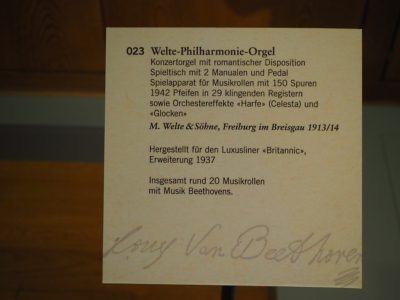 023 Welte-Philharmonie-Orgel
Konzertorgel mit romantischer Disposition
Spieltisch mit 2 Manualen und Pedal
Spielapparat für Musikrollen mit 150 Spuren
1942 Pfeifen in 29 klingenden Registern
sowie Orchestereffekte «Harfe» (Celesta) und
«Glocken»
M. Welte & Söhne, Freiburg im Breisgau 1913/14
Hergestellt für den Luxusliner «Britannic»,
Erweiterung 1937
Insgesamt rund 20 Musikrollen
mit Musik Beethovens.
Van Beethoven